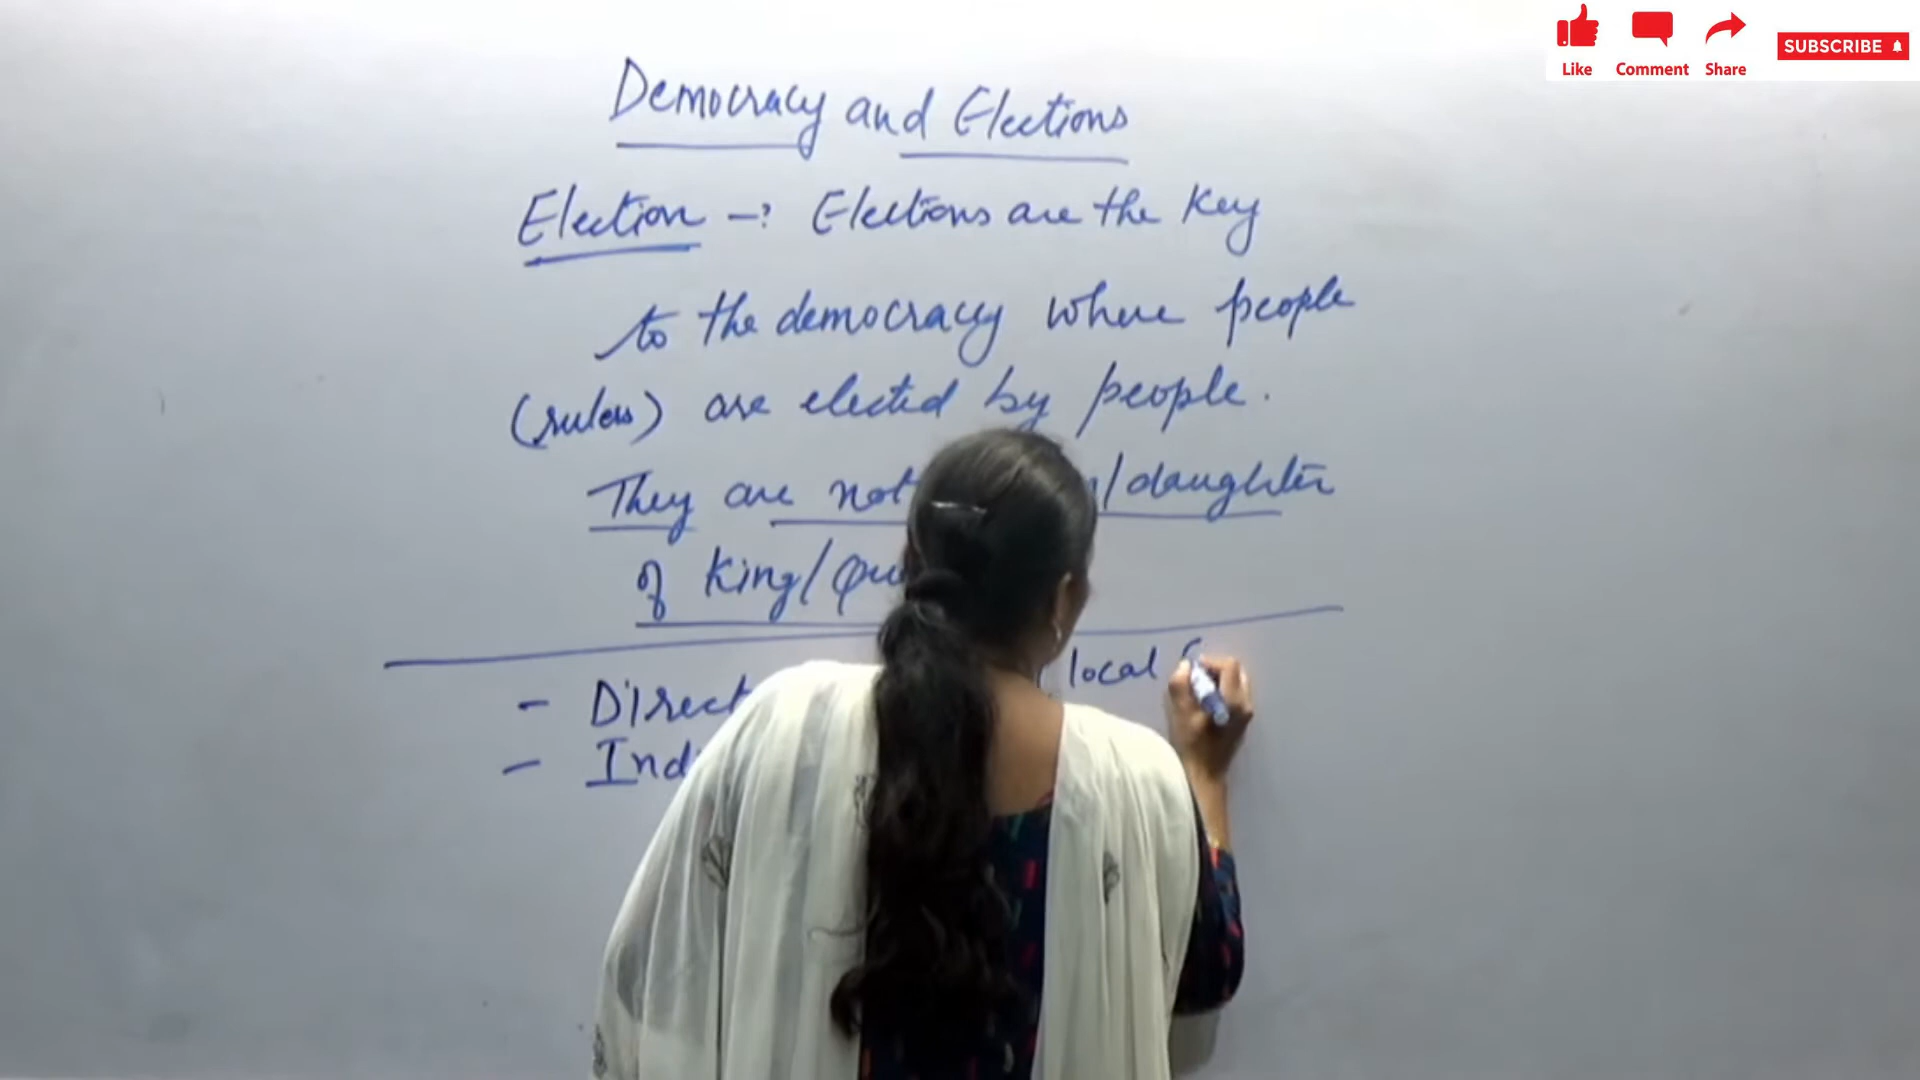 Democracy and Elections
Election → Elections are the key
to the democracy where people
(rulers) are elected by people.
They are not /daughter
of king/
- Direct
- Ind
local
Like Comment Share
SUBSCRIBE